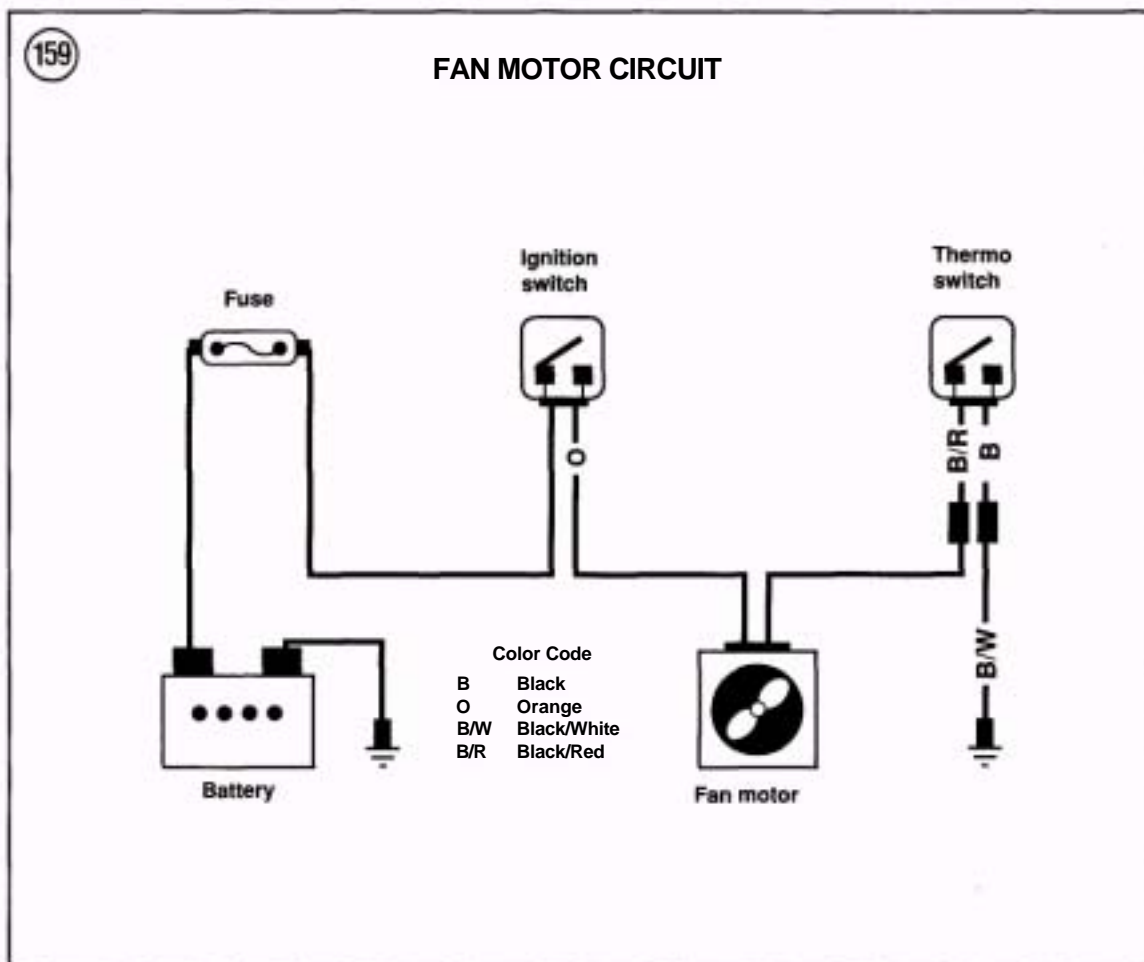 159
FAN MOTOR CIRCUIT
Ignition
switch
Thermo
switch
Fuse
O
B/R
B
B/W
Color Code
B Black
O Orange
B/W Black/White
B/R Black/Red
Battery
Fan motor